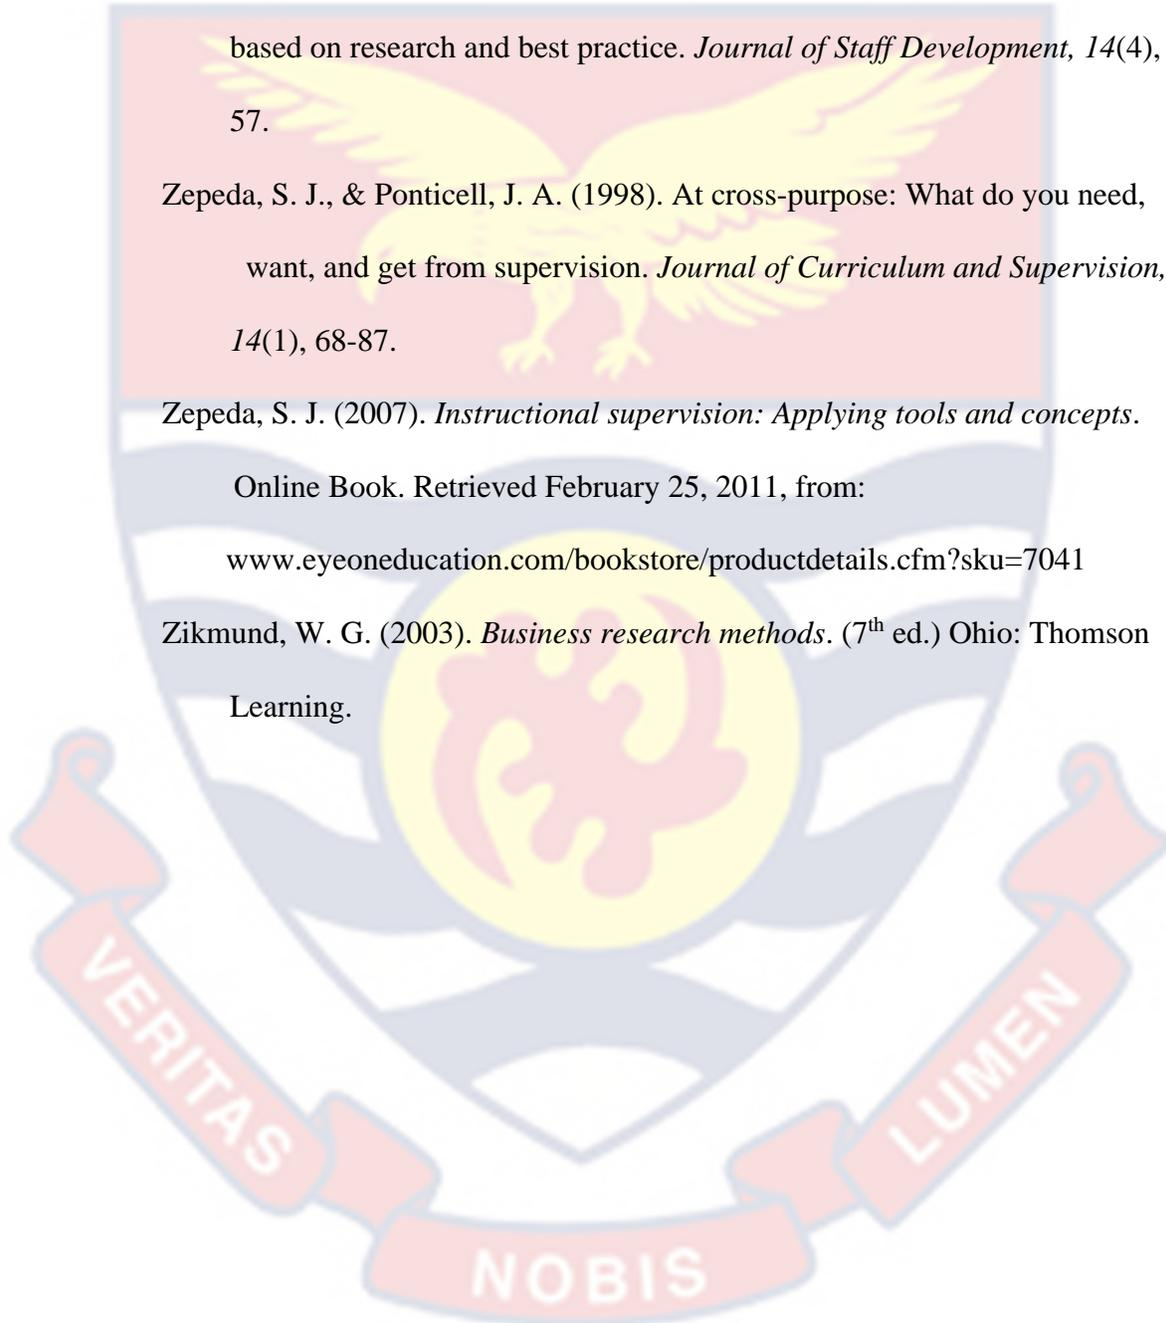 based on research and best practice. Journal of Staff Development, 14(4),
57.
Zepeda, S. J., & Ponticell, J. A. (1998). At cross-purpose: What do you need,
want, and get from supervision. Journal of Curriculum and Supervision,
14(1), 68-87.
Zepeda, S. J. (2007). Instructional supervision: Applying tools and concepts.
Online Book. Retrieved February 25, 2011, from:
www.eyeoneducation.com/bookstore/productdetails.cfm?sku=7041
Zikmund, W. G. (2003). Business research methods. (7th ed.) Ohio: Thomson
Learning.
VERITAS
NOBIS
LUMEN